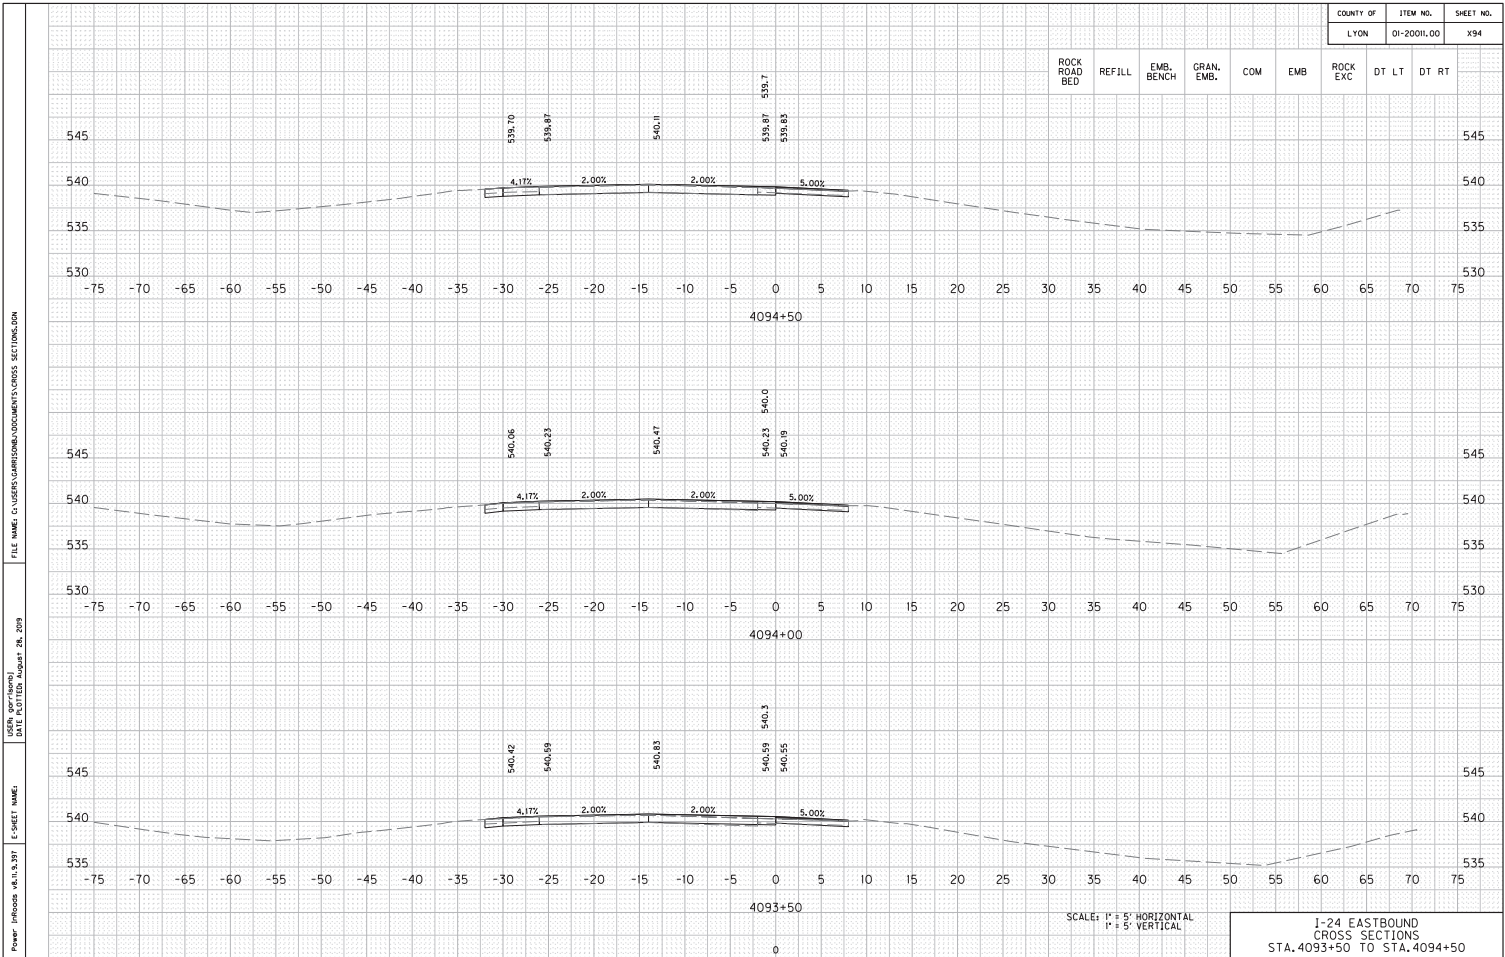 COUNTY OF ITEM NO. SHEET NO.
LYON 01-20011.00 X94
ROCK ROAD BED REFILL EMB. BENCH GRAN. EMB. COM EMB ROCK EXC DT LT DT RT
539.7
539.70 539.87 540.11 539.87 539.83
545 545
4.17% 2.00% 2.00% 5.00%
540 540
535 535
530 530
-75 -70 -65 -60 -55 -50 -45 -40 -35 -30 -25 -20 -15 -10 -5 0 5 10 15 20 25 30 35 40 45 50 55 60 65 70 75
4094+50
540.0
540.06 540.23 540.47 540.23 540.19
545 545
4.17% 2.00% 2.00% 5.00%
540 540
535 535
530 530
-75 -70 -65 -60 -55 -50 -45 -40 -35 -30 -25 -20 -15 -10 -5 0 5 10 15 20 25 30 35 40 45 50 55 60 65 70 75
4094+00
540.3
540.42 540.59 540.83 540.59 540.55
545 545
4.17% 2.00% 2.00% 5.00%
540 540
535 535
-75 -70 -65 -60 -55 -50 -45 -40 -35 -30 -25 -20 -15 -10 -5 0 5 10 15 20 25 30 35 40 45 50 55 60 65 70 75
4093+50
0
SCALE: 1" = 5' HORIZONTAL
1" = 5' VERTICAL
I-24 EASTBOUND
CROSS SECTIONS
STA. 4093+50 TO STA. 4094+50
FILE NAME: C:\USERS\GARRISONBJ\DOCUMENTS\CROSS SECTIONS.DGN
USER: garrisonbj
DATE PLOTTED: August 28, 2019
E-SHEET NAME:
Power InRoads v8.11.9.397